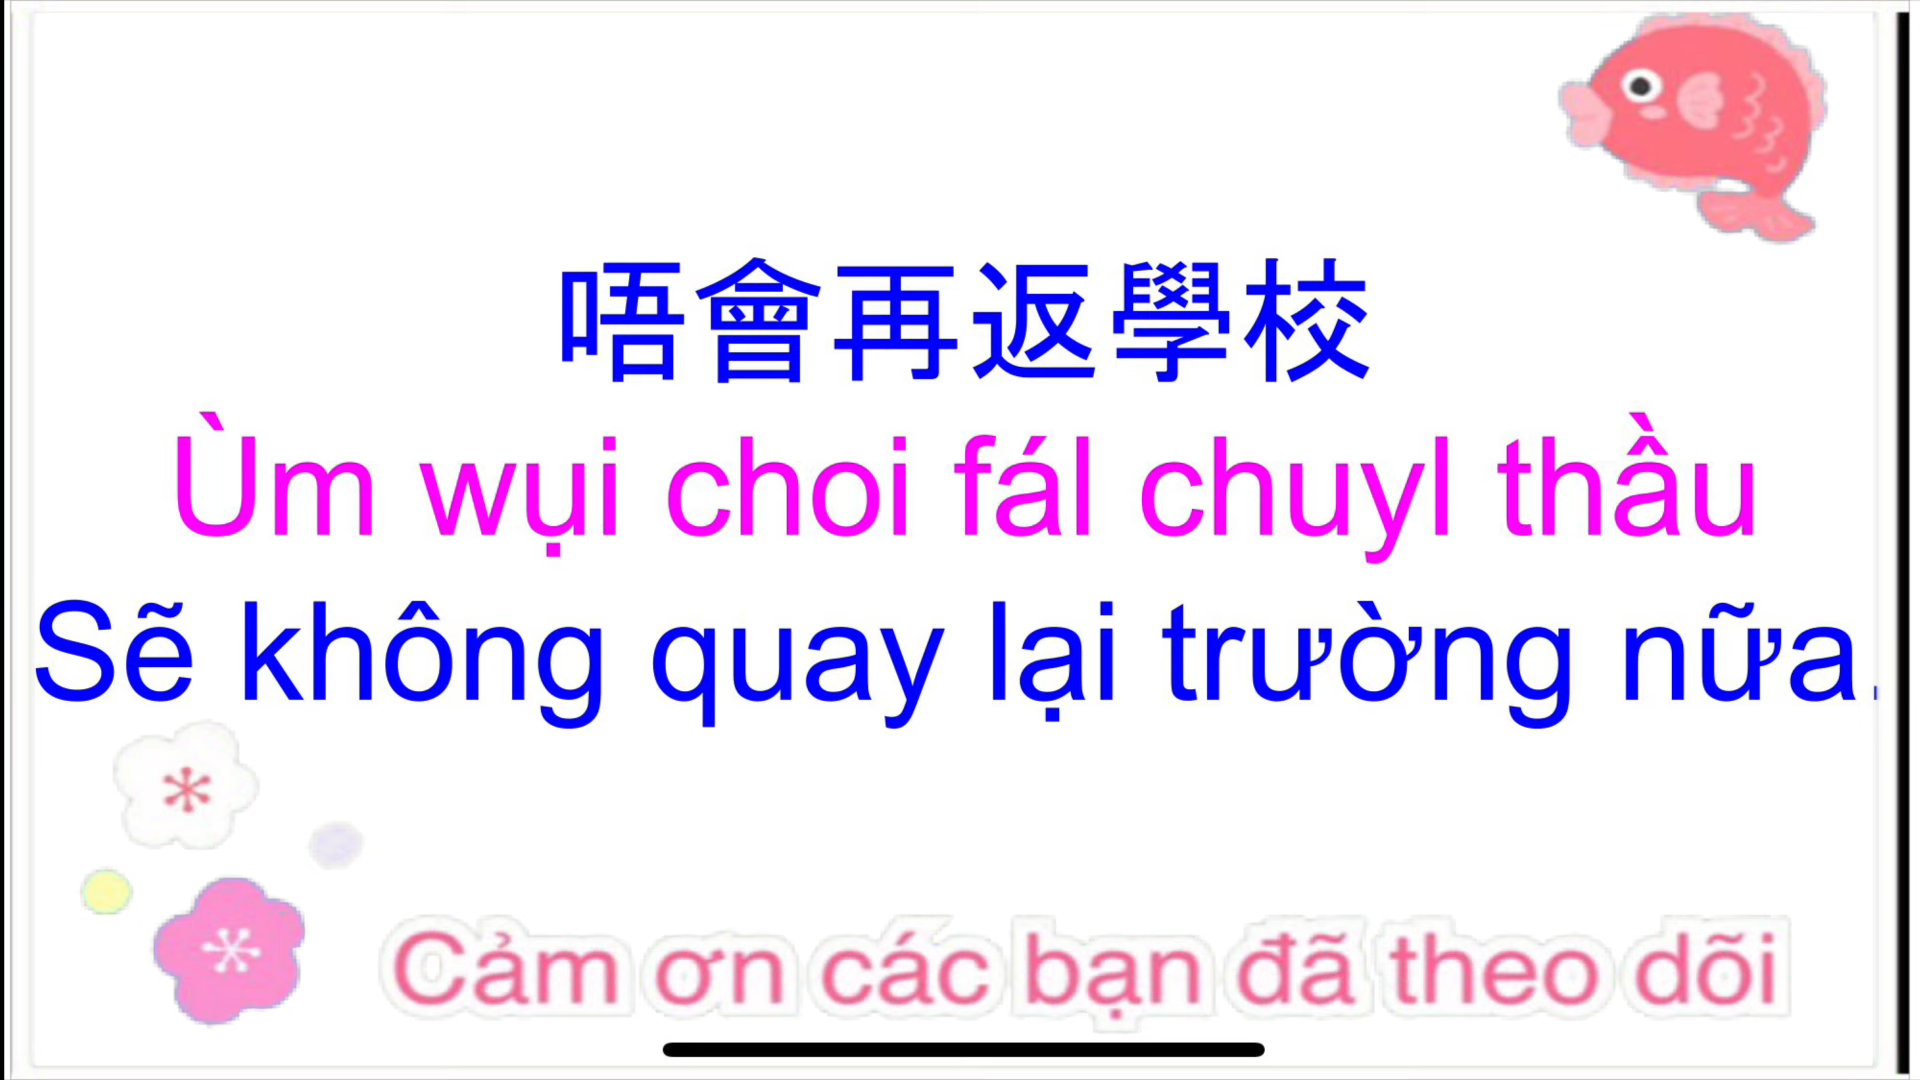 唔會再返學校
Ùm wụi choi fál chuyl thầu
Sẽ không quay lại trường nữa.
Cảm ơn các bạn đã theo dõi